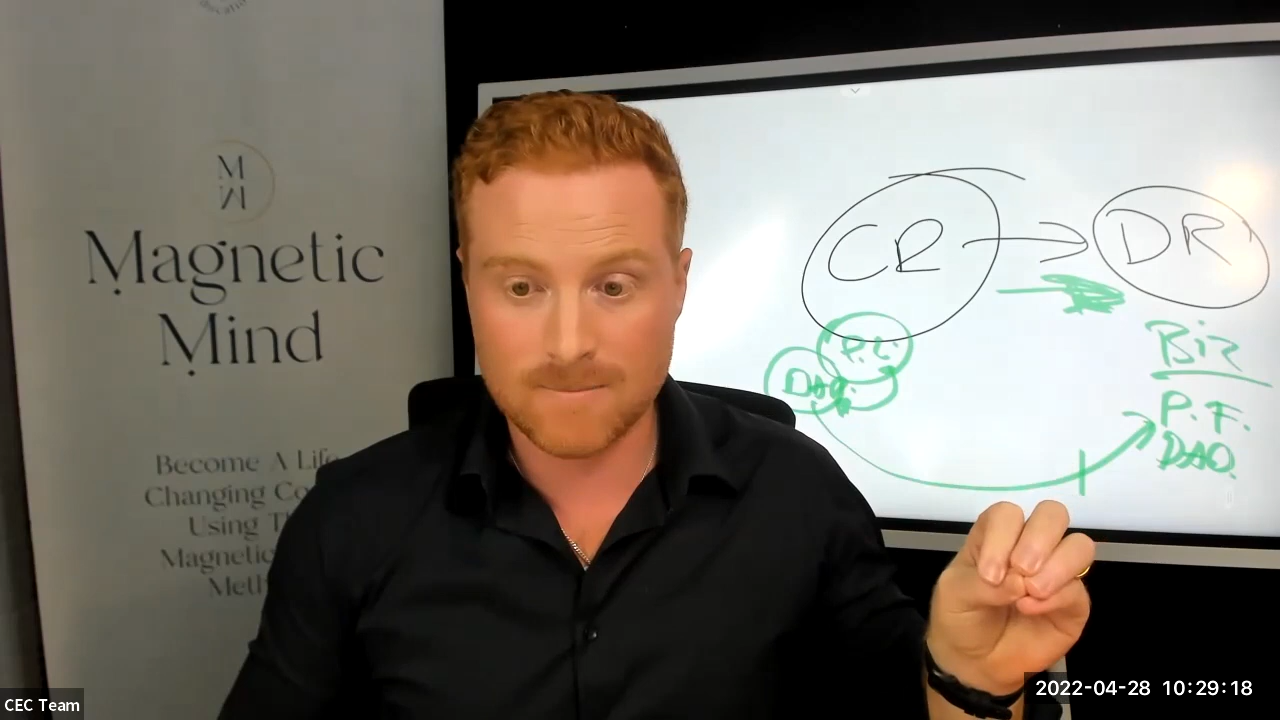 M
M
Magnetic
Mind
Become A Life
Changing Co
Using Th
Magnetic
Meth
CR
DR
Biz
P.F.
DAO.
CEC Team
2022-04-28 10:29:18